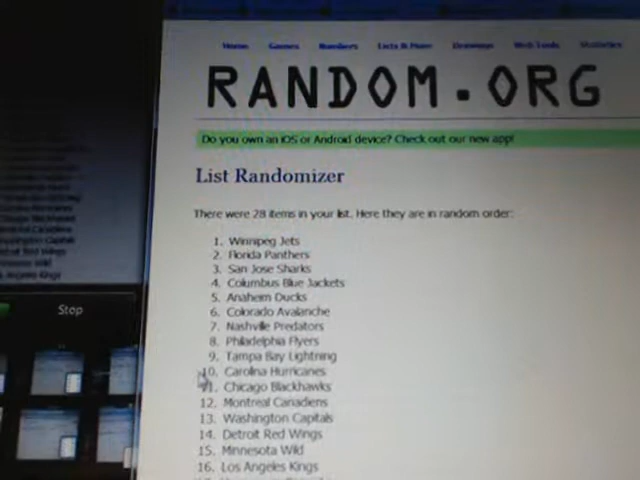 Home Games Numbers Lists & More Drawings Web Tools Statistics
RANDOM.ORG
Do you own an iOS or Android device? Check out our new app!
List Randomizer
There were 28 items in your list. Here they are in random order:
1. Winnipeg Jets
2. Florida Panthers
3. San Jose Sharks
4. Columbus Blue Jackets
5. Anaheim Ducks
6. Colorado Avalanche
7. Nashville Predators
8. Philadelphia Flyers
9. Tampa Bay Lightning
10. Carolina Hurricanes
11. Chicago Blackhawks
12. Montreal Canadiens
13. Washington Capitals
14. Detroit Red Wings
15. Minnesota Wild
16. Los Angeles Kings
Stop